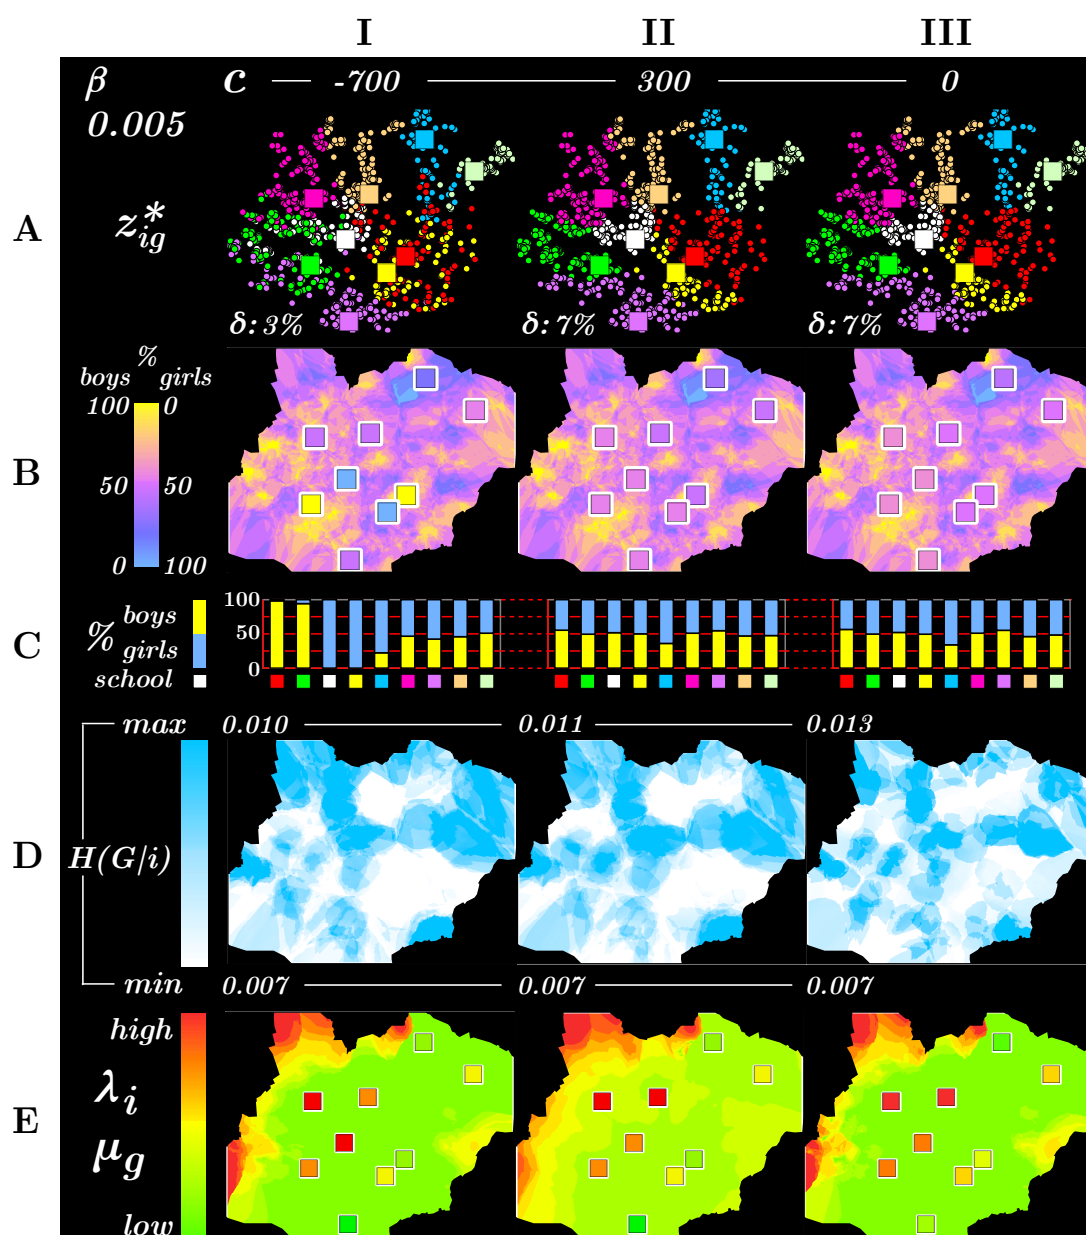 I II III
β c -700 300 0
0.005
A z*ig
δ: 3% δ: 7% δ: 7%
%
boys girls
100 0
B 50 50
0 100
boys 100
C % girls 50
school 0
max 0.010 0.011 0.013
D H(G|i)
min 0.007 0.007 0.007
high
λi
E μg
low